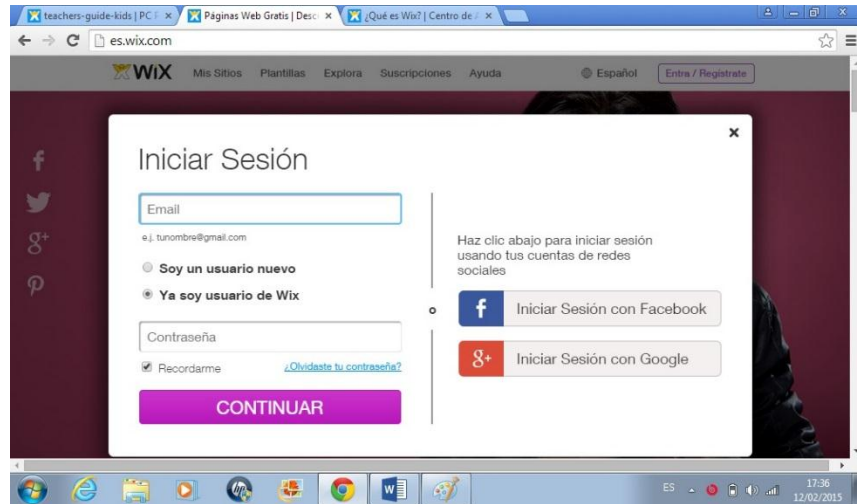 teachers-guide-kids | PC
Páginas Web Gratis | Desc
¿Qué es Wix? | Centro de
es.wix.com
WiX Mis Sitios Plantillas Explora Suscripciones Ayuda Español Entra / Regístrate
Iniciar Sesión
Email
e.j. tunombre@gmail.com
Soy un usuario nuevo
Ya soy usuario de Wix
Contraseña
Recordarme ¿Olvidaste tu contraseña?
CONTINUAR
o
Haz clic abajo para iniciar sesión
usando tus cuentas de redes
sociales
Iniciar Sesión con Facebook
Iniciar Sesión con Google
ES 17:36
12/02/2015